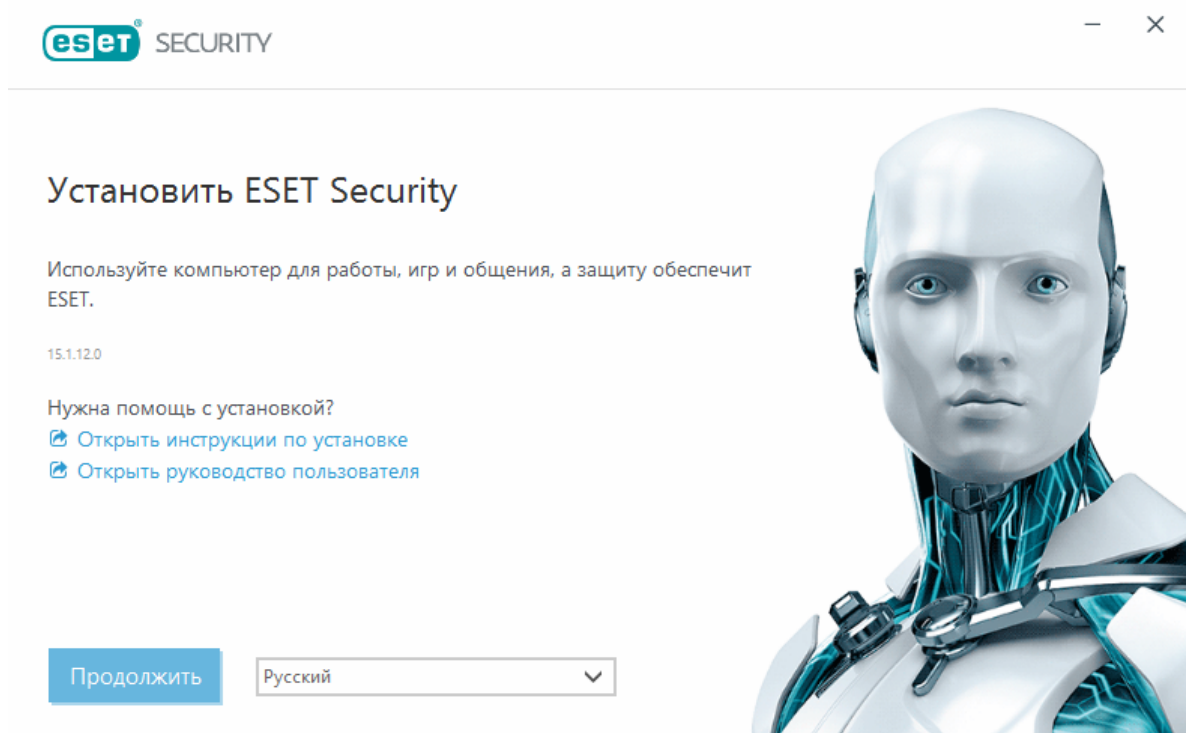 eset® SECURITY
Установить ESET Security
Используйте компьютер для работы, игр и общения, а защиту обеспечит
ESET.
15.1.12.0
Нужна помощь с установкой?
Открыть инструкции по установке
Открыть руководство пользователя
Продолжить
Русский